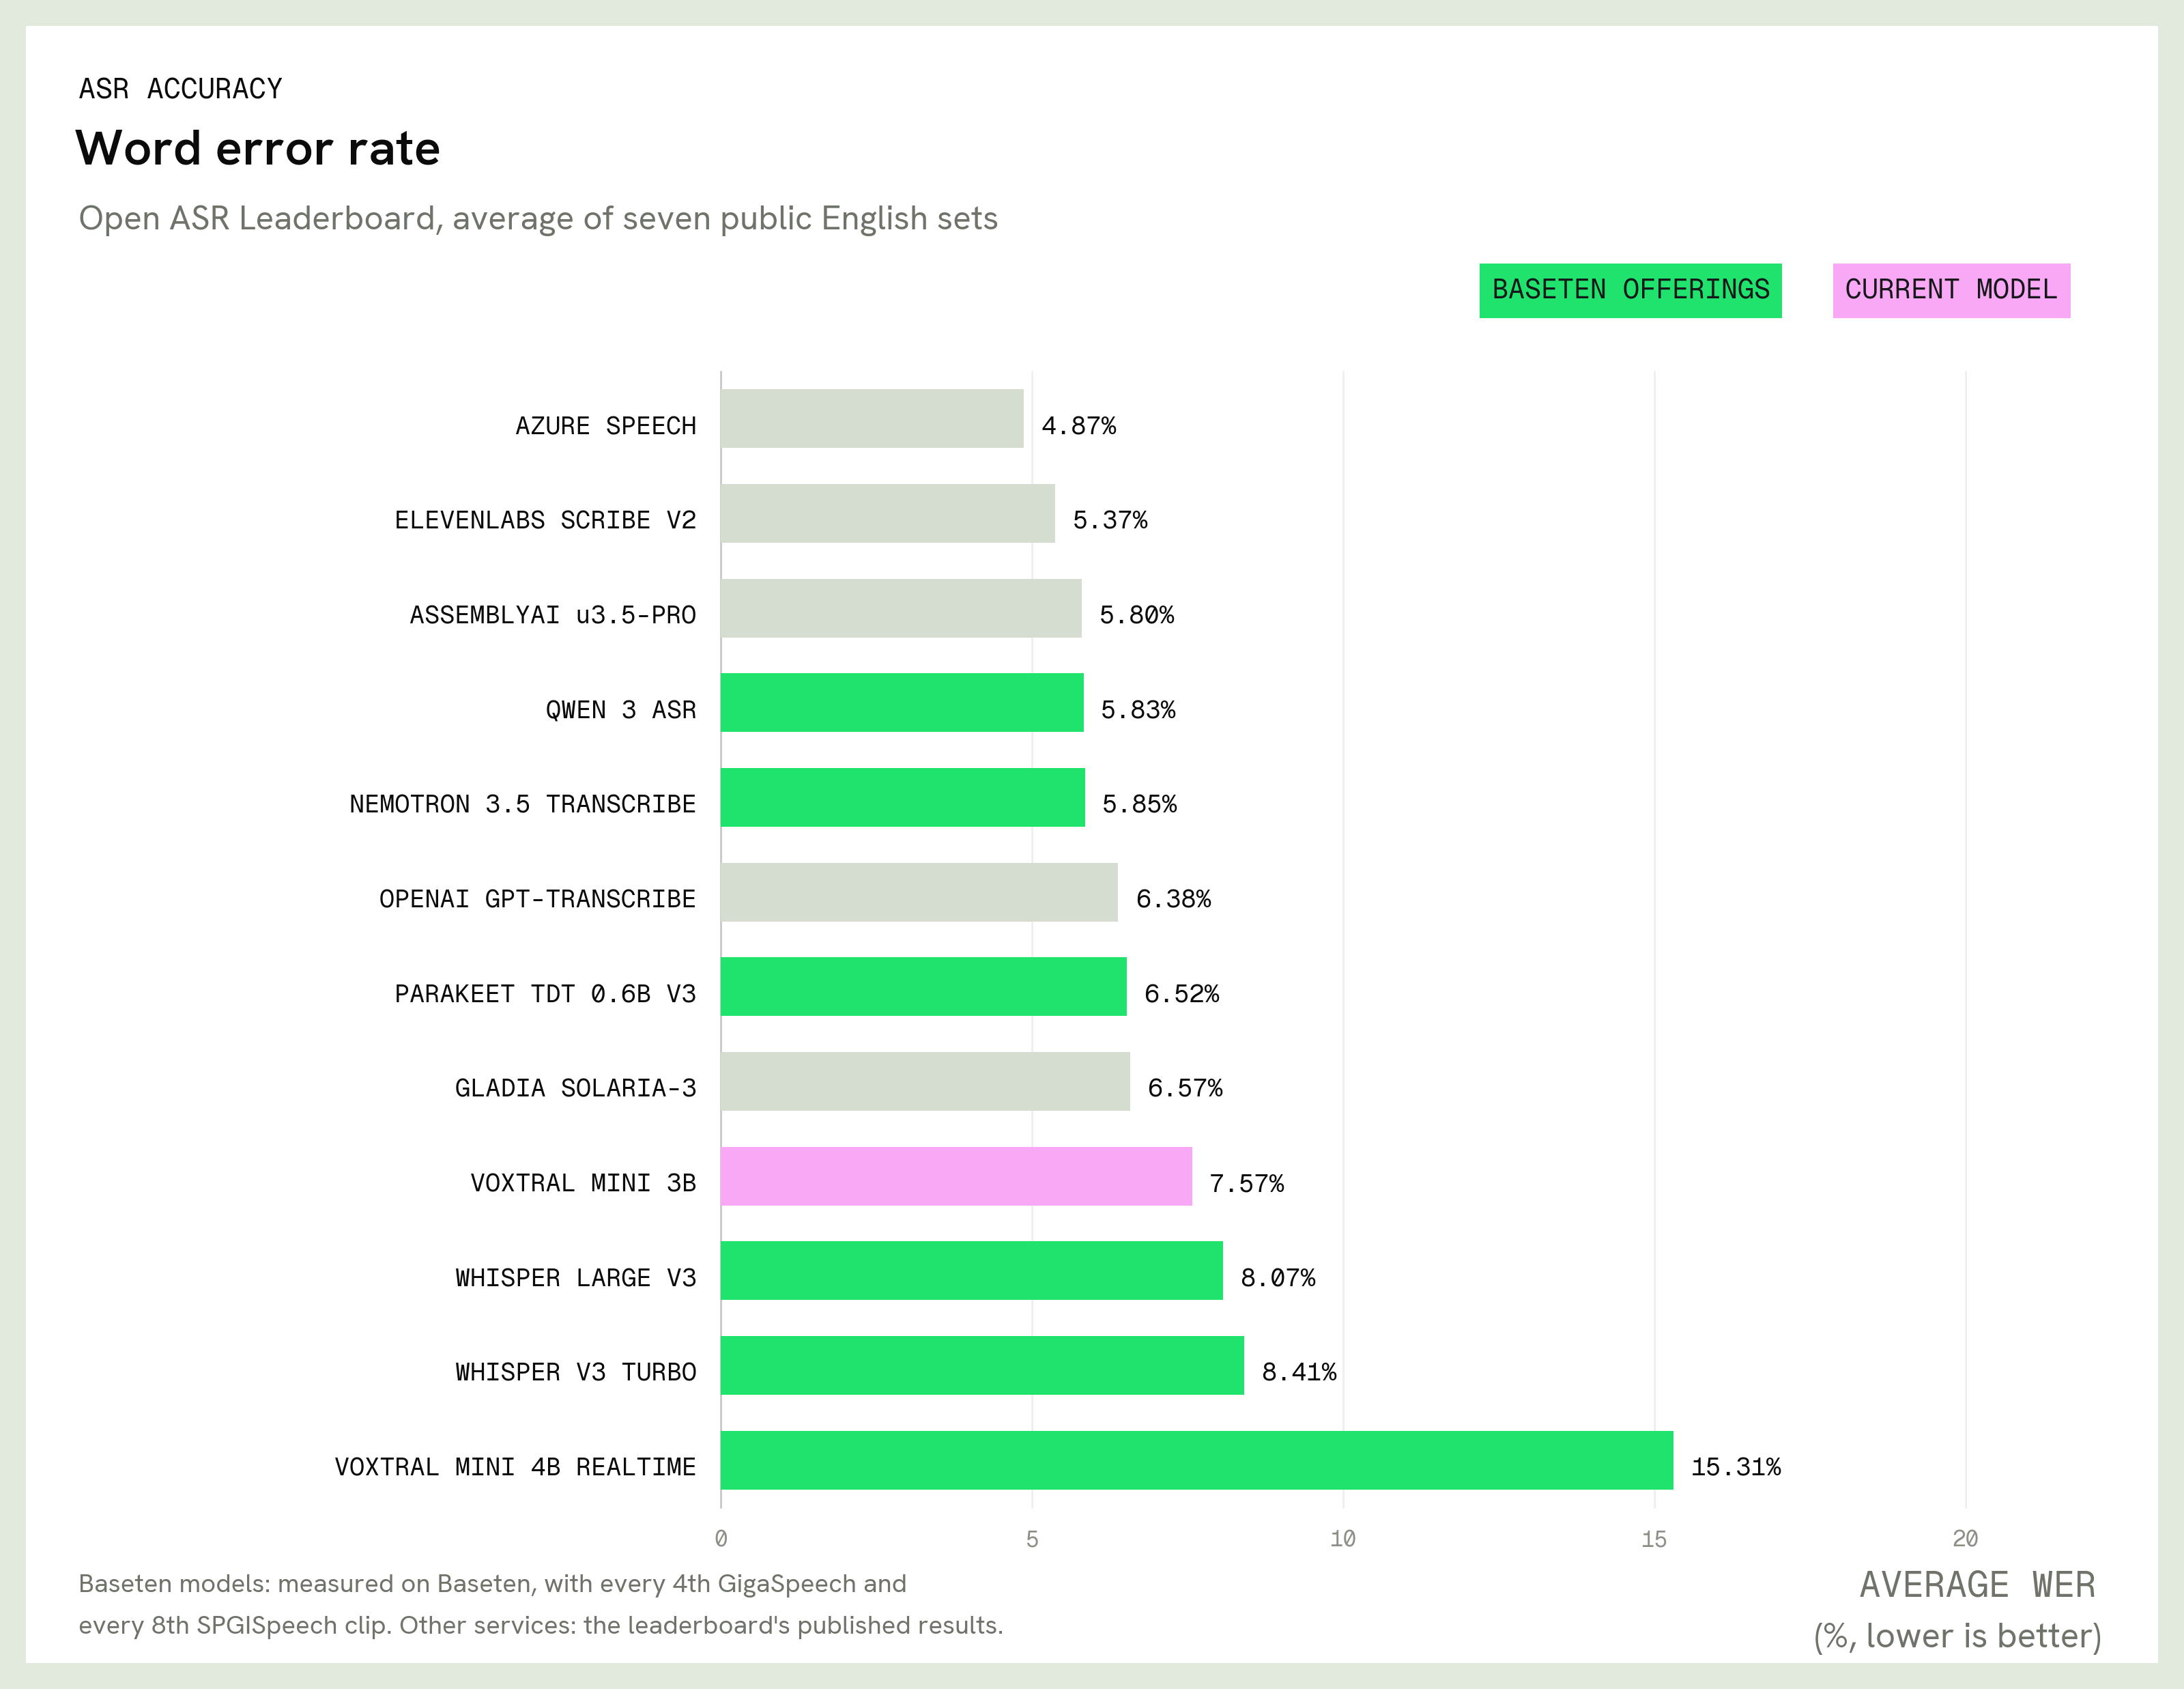 ASR ACCURACY
Word error rate
Open ASR Leaderboard, average of seven public English sets
BASETEN OFFERINGS CURRENT MODEL
AZURE SPEECH 4.87%
ELEVENLABS SCRIBE V2 5.37%
ASSEMBLYAI u3.5-PRO 5.80%
QWEN 3 ASR 5.83%
NEMOTRON 3.5 TRANSCRIBE 5.85%
OPENAI GPT-TRANSCRIBE 6.38%
PARAKEET TDT 0.6B V3 6.52%
GLADIA SOLARIA-3 6.57%
VOXTRAL MINI 3B 7.57%
WHISPER LARGE V3 8.07%
WHISPER V3 TURBO 8.41%
VOXTRAL MINI 4B REALTIME 15.31%
0 5 10 15 20
Baseten models: measured on Baseten, with every 4th GigaSpeech and
every 8th SPGISpeech clip. Other services: the leaderboard's published results.
AVERAGE WER
(%, lower is better)